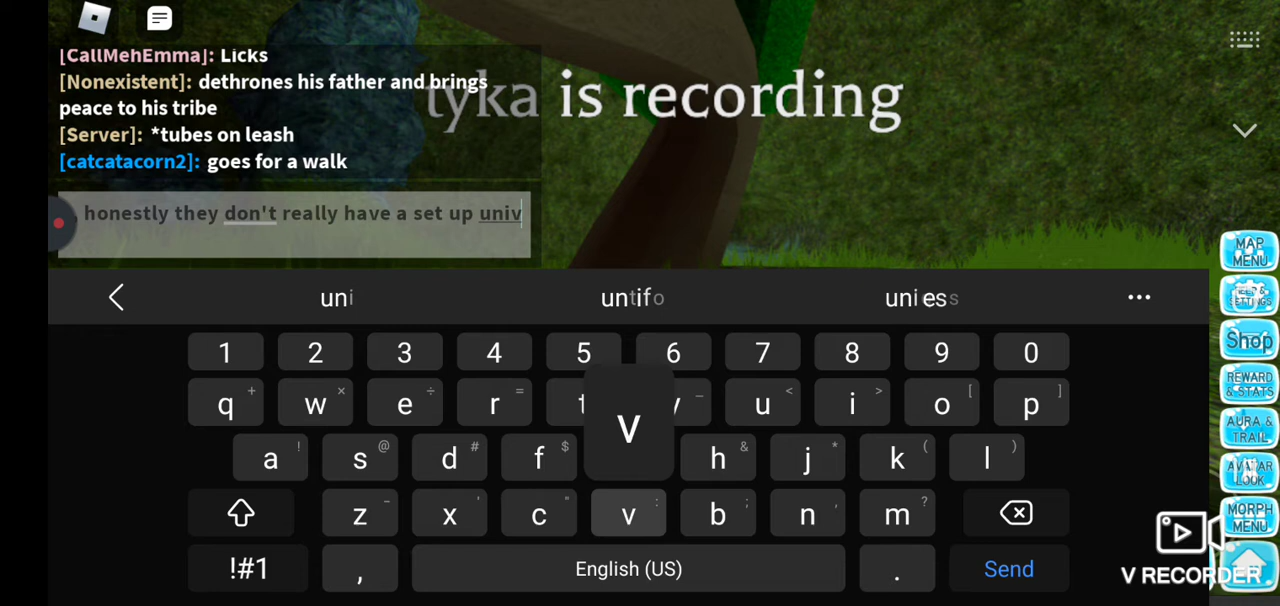 [CallMehEmma]: Licks
[Nonexistent]: dethrones his father and brings
peace to his tribe
[Server]: *tubes on leash
[catcatacorn2]: goes for a walk
tyka is recording
, honestly they don't really have a set up univ
uni
untifo
1 2 3 4 5 6 7 8 9 0
q + w × e ÷ r = t y _ u < i > o [ p ]
a ! s @ d # f $ v h & j * k ( l )
z - x ' c " v : b ; n , m ?
!#1 , English (US) . Send
MAP
MENU
& SETTINGS
Shop
REWARD
& STATS
AURA &
TRAIL
AVATAR
LOOK
MORPH
MENU
V RECORDER